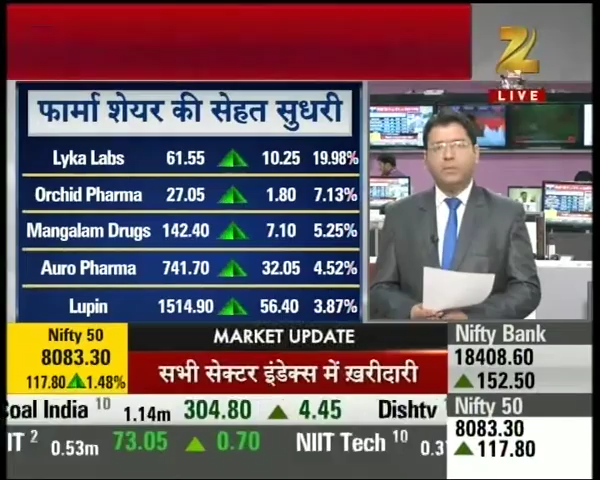 LIVE
फार्मा शेयर की सेहत सुधरी
Lyka Labs 61.55 10.25 19.98%
Orchid Pharma 27.05 1.80 7.13%
Mangalam Drugs 142.40 7.10 5.25%
Auro Pharma 741.70 32.05 4.52%
Lupin 1514.90 56.40 3.87%
Nifty 50
8083.30
117.80 1.48%
MARKET UPDATE
सभी सेक्टर इंडेक्स में ख़रीदारी
Nifty Bank
18408.60
152.50
Nifty 50
8083.30
117.80
oal India 10 1.14m 304.80 4.45 Dishtv
IT 2 0.53m 73.05 0.70 NIIT Tech 10 0.3